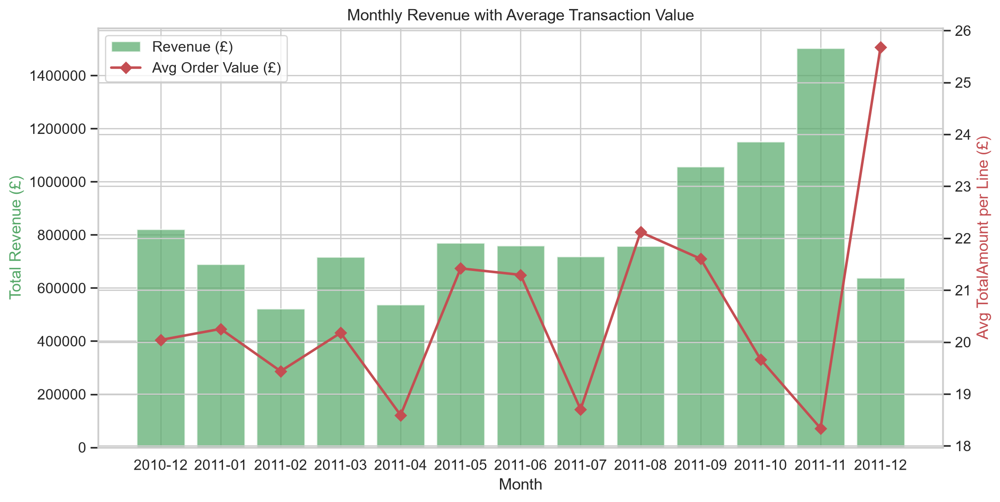 Monthly Revenue with Average Transaction Value
Revenue (£)
Avg Order Value (£)
Total Revenue (£)
1400000
1200000
1000000
800000
600000
400000
200000
0
26
25
24
23
22
21
20
19
18
Avg TotalAmount per Line (£)
2010-12 2011-01 2011-02 2011-03 2011-04 2011-05 2011-06 2011-07 2011-08 2011-09 2011-10 2011-11 2011-12
Month